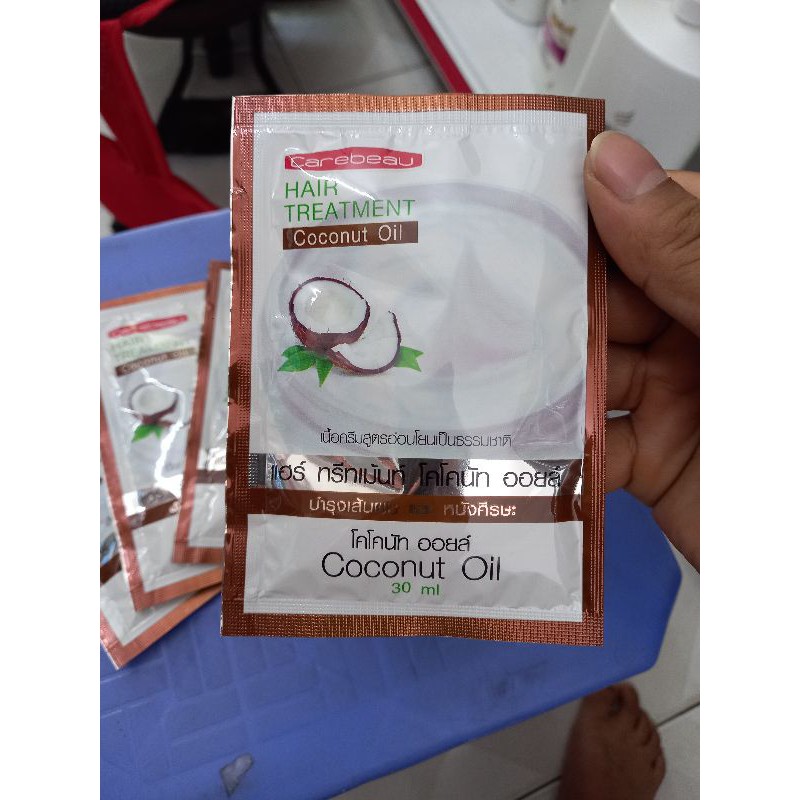 carebeau
HAIR
TREATMENT
Coconut Oil
เนื้อครีมสูตรอ่อนโยนเป็นธรรมชาติ
แฮร์ ทรีทเม้นท์ โคโคนัท ออยล์
บำรุงเส้นผม และ หนังศีรษะ
โคโคนัท ออยล์
Coconut Oil
30 ml
HAIR
TREATMENT
Coconut Oil